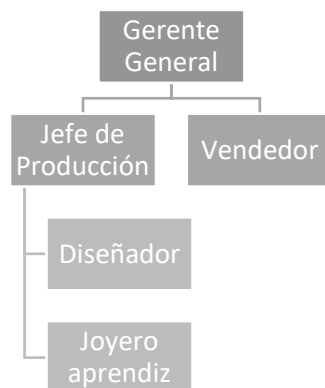 Gerente
General
Jefe de
Producción
Vendedor
Diseñador
Joyero
aprendiz